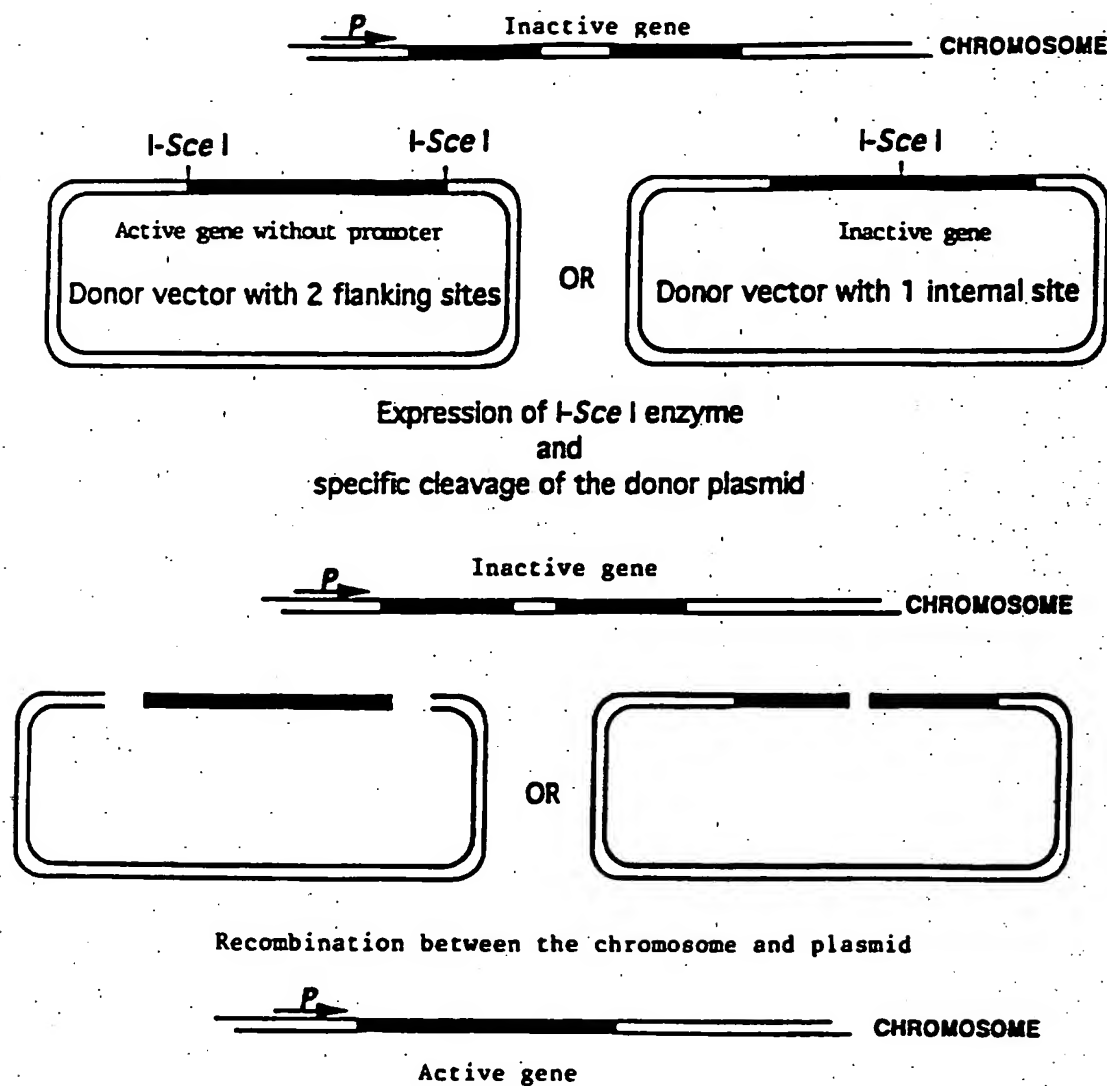 P
Inactive gene
CHROMOSOME
I-Sce I
I-Sce I
I-Sce I
Active gene without promoter
Donor vector with 2 flanking sites
OR
Inactive gene
Donor vector with 1 internal site
Expression of I-Sce I enzyme
and
specific cleavage of the donor plasmid
P
Inactive gene
CHROMOSOME
OR
Recombination between the chromosome and plasmid
P
CHROMOSOME
Active gene